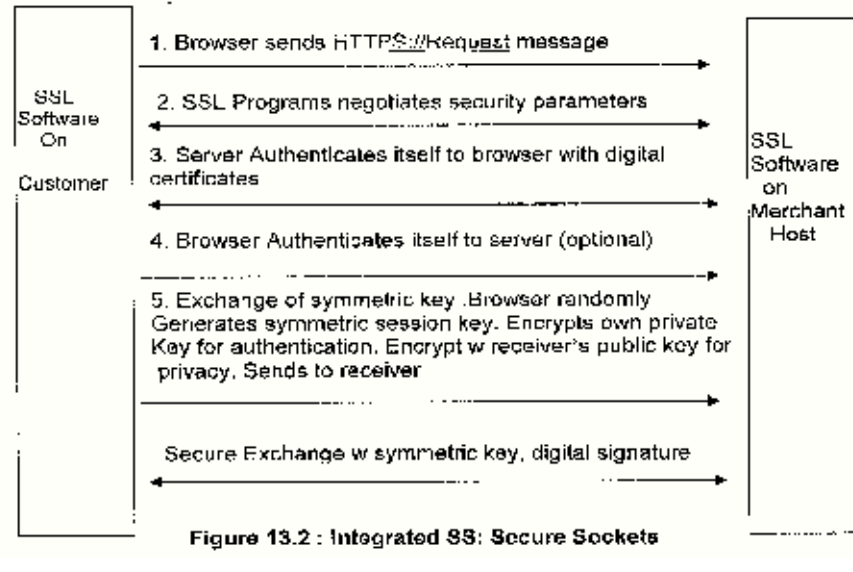 1. Browser sends HTTPS://Request message
SSL
Software
On
Customer
2. SSL Programs negotiates security parameters
3. Server Authenticates itself to browser with digital
certificates
4. Browser Authenticates itself to server (optional)
5. Exchange of symmetric key .Browser randomly
Generates symmetric session key. Encrypts own private
Key for authentication. Encrypt w receiver's public key for
privacy. Sends to receiver
Secure Exchange w symmetric key, digital signature
SSL
Software
on
Merchant
Host
Figure 13.2 : Integrated SS: Secure Sockets